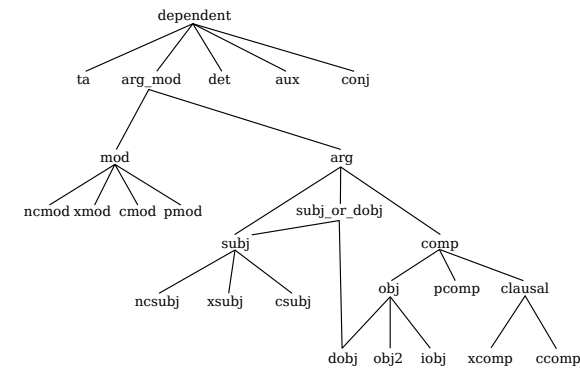 dependent
ta arg_mod det aux conj
mod arg
ncmod xmod cmod pmod subj_or_dobj
subj comp
ncsubj xsubj csubj obj pcomp clausal
dobj obj2 iobj xcomp ccomp